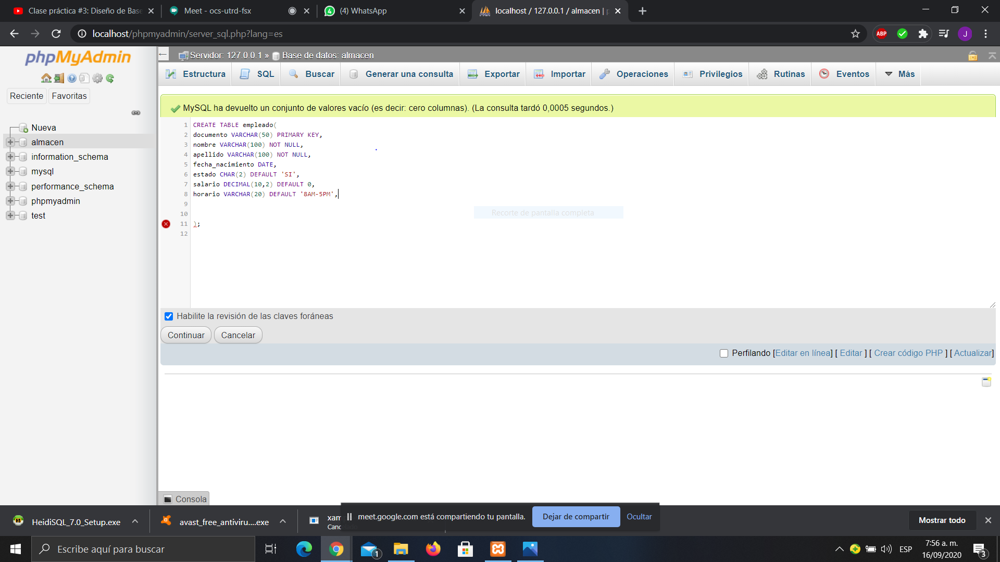 Clase práctica #3: Diseño de Base
Meet - ocs-utrd-fsx
(4) WhatsApp
localhost / 127.0.0.1 / almacen | p
localhost/phpmyadmin/server_sql.php?lang=es
ABP
J
phpMyAdmin
Reciente
Favoritas
Nueva
almacen
information_schema
mysql
performance_schema
phpmyadmin
test
Servidor: 127.0.0.1 » Base de datos: almacen
Estructura
SQL
Buscar
Generar una consulta
Exportar
Importar
Operaciones
Privilegios
Rutinas
Eventos
Más
MySQL ha devuelto un conjunto de valores vacío (es decir: cero columnas). (La consulta tardó 0,0005 segundos.)
1 CREATE TABLE empleado(
2 documento VARCHAR(50) PRIMARY KEY,
3 nombre VARCHAR(100) NOT NULL,
4 apellido VARCHAR(100) NOT NULL,
5 fecha_nacimiento DATE,
6 estado CHAR(2) DEFAULT 'SI',
7 salario DECIMAL(10,2) DEFAULT 0,
8 horario VARCHAR(20) DEFAULT '8AM-5PM',
9
10
11 );
12
Recorte de pantalla completa
Habilite la revisión de las claves foráneas
Continuar
Cancelar
Perfilando [Editar en línea] [ Editar ] [ Crear código PHP ] [ Actualizar]
Consola
HeidiSQL_7.0_Setup.exe
avast_free_antiviru....exe
xam
Canc
meet.google.com está compartiendo tu pantalla.
Dejar de compartir
Ocultar
Mostrar todo
Escribe aquí para buscar
1
ESP
7:56 a. m.
16/09/2020
3